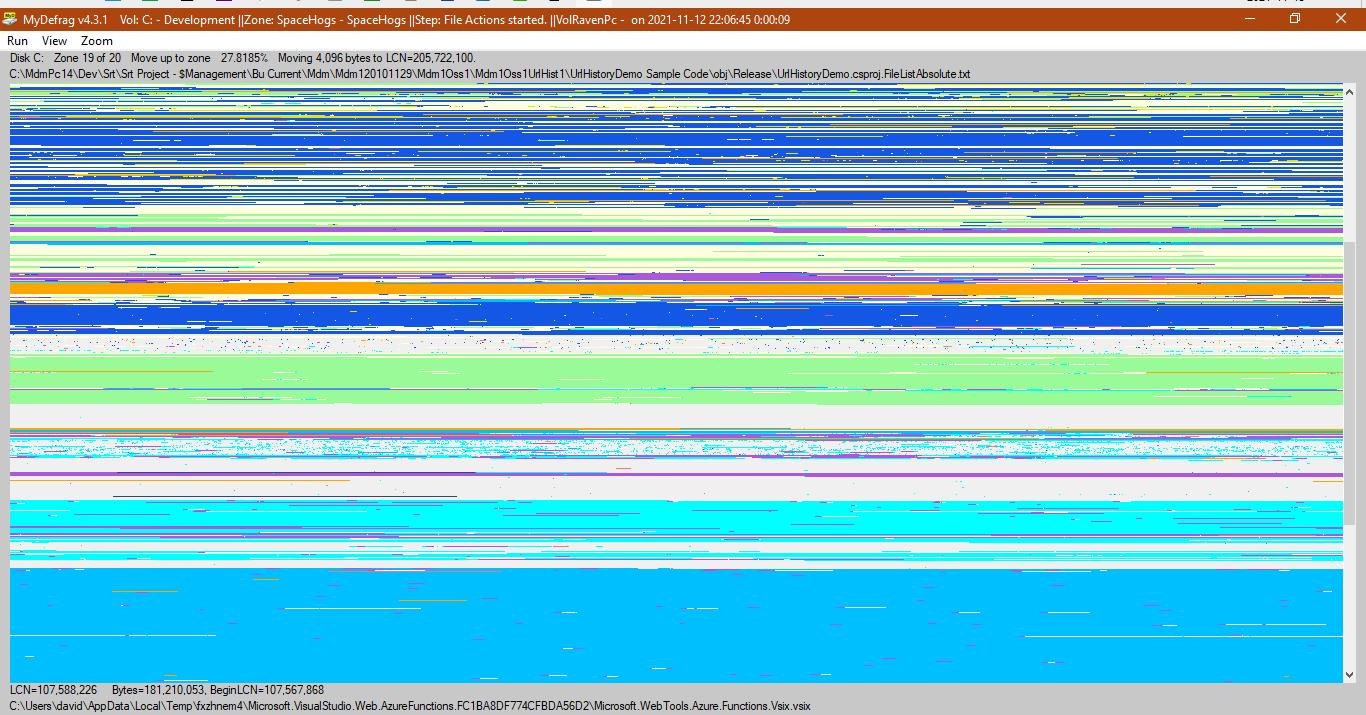 MyDefrag v4.3.1 Vol: C: - Development ||Zone: SpaceHogs - SpaceHogs ||Step: File Actions started. ||VolRavenPc - on 2021-11-12 22:06:45 0:00:09
Run View Zoom
Disk C: Zone 19 of 20 Move up to zone 27.8185% Moving 4,096 bytes to LCN=205,722,100.
C:\MdmPc14\Dev\Srt\Srt Project - $Management\Bu Current\Mdm\Mdm120101129\Mdm1Oss1\Mdm1Oss1UrlHist1\UrlHistoryDemo Sample Code\obj\Release\UrlHistoryDemo.csproj.FileListAbsolute.txt
LCN=107,588,226 Bytes=181,210,053, BeginLCN=107,567,868
C:\Users\david\AppData\Local\Temp\fxzhnem4\Microsoft.VisualStudio.Web.AzureFunctions.FC1BA8DF774CFBDA56D2\Microsoft.WebTools.Azure.Functions.Vsix.vsix